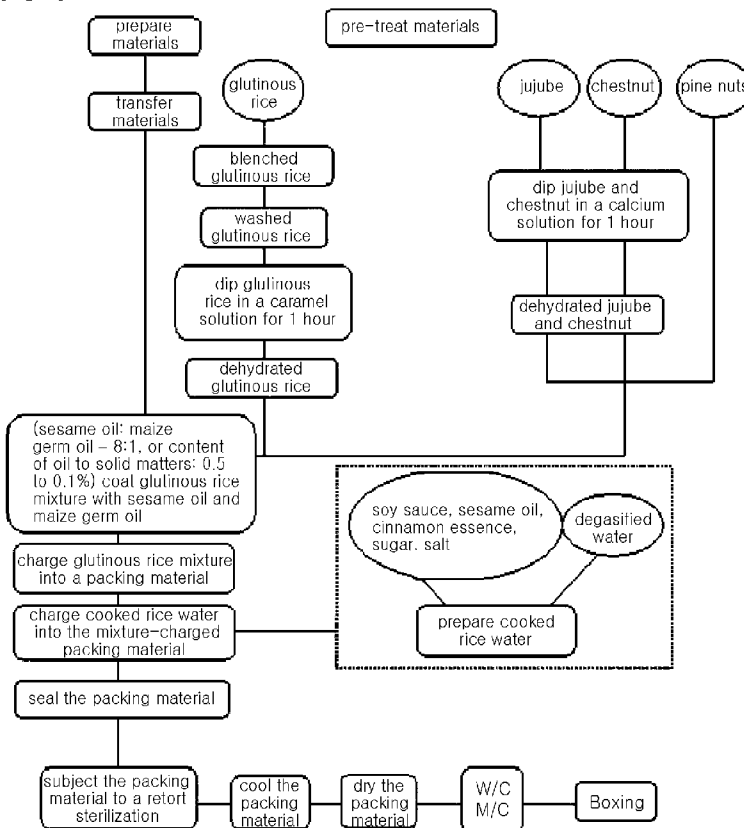 prepare
materials
pre-treat materials
transfer
materials
glutinous
rice
jujube
chestnut
pine nuts
blenched
glutinous rice
washed
glutinous rice
dip glutinous
rice in a caramel
solution for 1 hour
dehydrated
glutinous rice
dip jujube and
chestnut in a calcium
solution for 1 hour
dehydrated jujube
and chestnut
(sesame oil: maize
germ oil - 8:1, or content
of oil to solid matters: 0.5
to 0.1%) coat glutinous rice
mixture with sesame oil and
maize germ oil
soy sauce, sesame oil,
cinnamon essence,
sugar. salt
degasified
water
prepare cooked
rice water
charge glutinous rice mixture
into a packing material
charge cooked rice water
into the mixture-charged
packing material
seal the packing material
subject the packing
material to a retort
sterilization
cool the
packing
material
dry the
packing
material
W/C
M/C
Boxing